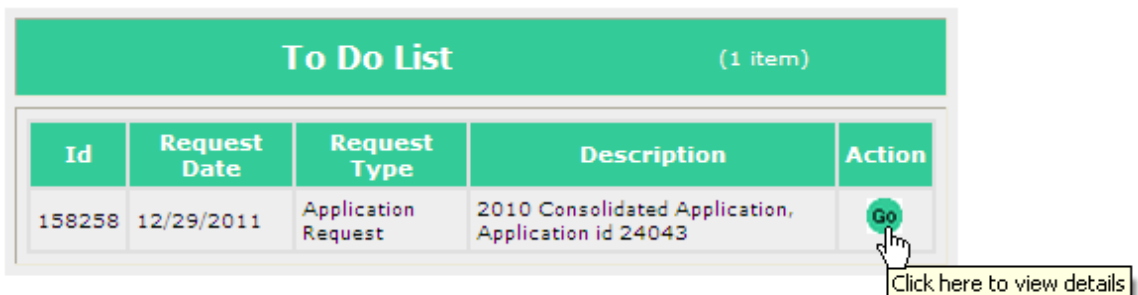 To Do List (1 item)
Id Request Date Request Type Description Action
158258 12/29/2011 Application Request 2010 Consolidated Application, Application id 24043 Go
Click here to view details